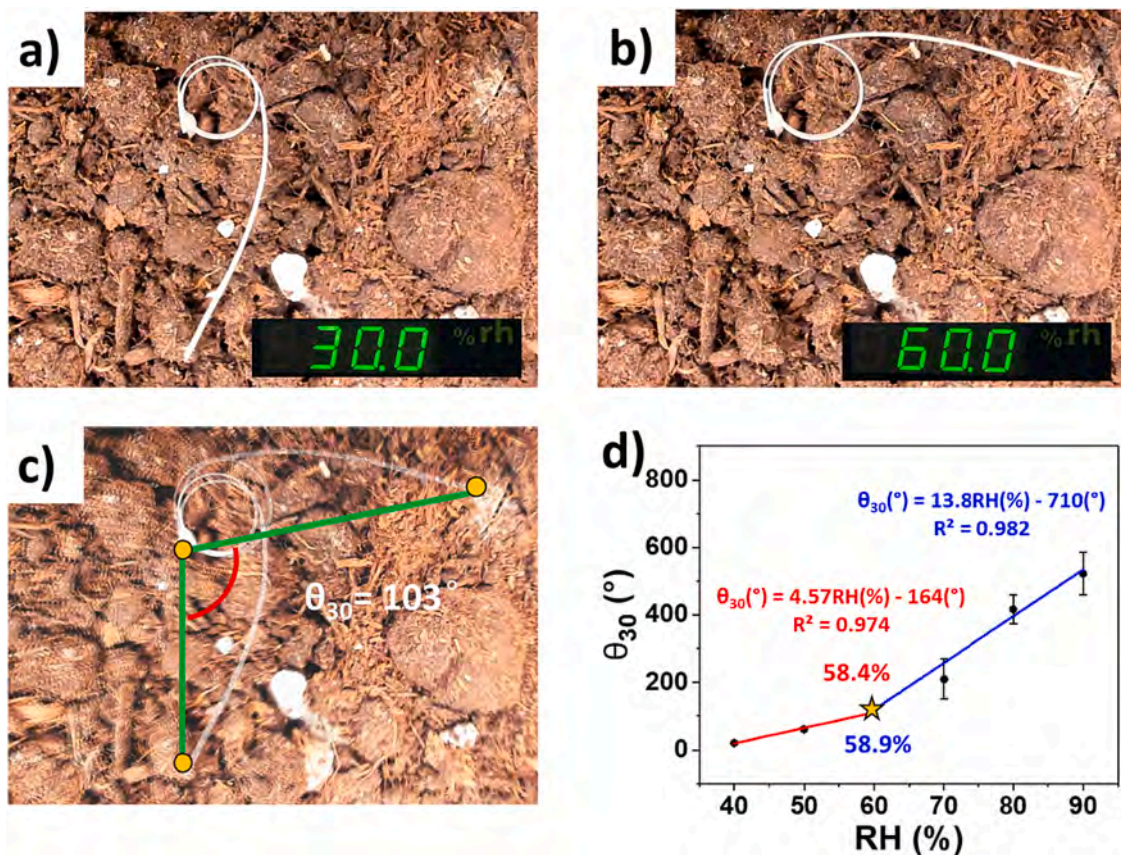 a)
30.0 % rh
b)
60.0 % rh
c)
θ30= 103°
d)
800
600
400
200
0
θ30 (°)
θ30(°) = 13.8RH(%) - 710(°)
R² = 0.982
θ30(°) = 4.57RH(%) - 164(°)
R² = 0.974
58.4%
58.9%
40 50 60 70 80 90
RH (%)